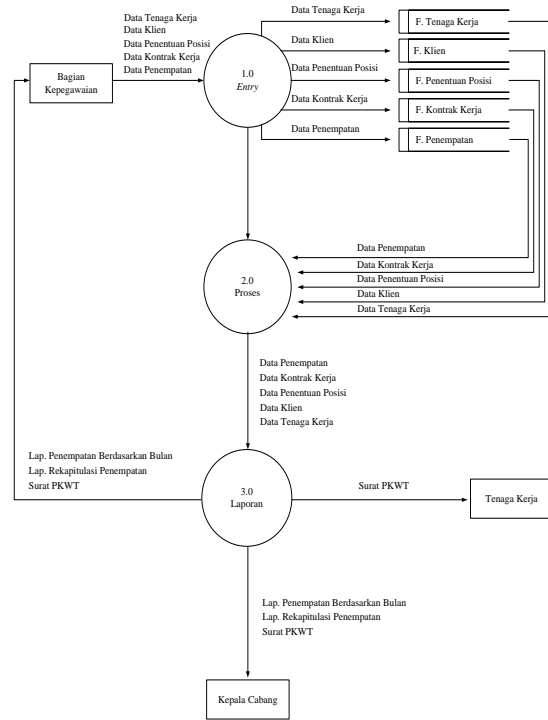 Data Tenaga Kerja
Data Klien
Data Penentuan Posisi
Data Kontrak Kerja
Data Penempatan
Bagian
Kepegawaian
1.0
Entry
Data Tenaga Kerja
F. Tenaga Kerja
Data Klien
F. Klien
Data Penentuan Posisi
F. Penentuan Posisi
Data Kontrak Kerja
F. Kontrak Kerja
Data Penempatan
F. Penempatan
Data Penempatan
Data Kontrak Kerja
Data Penentuan Posisi
Data Klien
Data Tenaga Kerja
2.0
Proses
Data Penempatan
Data Kontrak Kerja
Data Penentuan Posisi
Data Klien
Data Tenaga Kerja
Lap. Penempatan Berdasarkan Bulan
Lap. Rekapitulasi Penempatan
Surat PKWT
3.0
Laporan
Surat PKWT
Tenaga Kerja
Lap. Penempatan Berdasarkan Bulan
Lap. Rekapitulasi Penempatan
Surat PKWT
Kepala Cabang